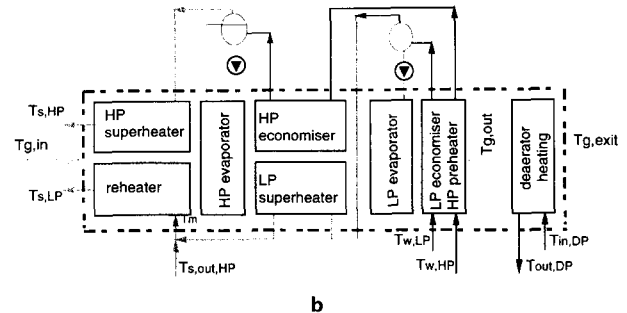 Ts,HP
HP superheater
Tg,in
Ts,LP
reheater
Tm
HP evaporator
HP economiser
LP superheater
LP evaporator
LP economiser
HP preheater
Tg,out
deaerator heating
Tg,exit
Ts,out,HP
Tw,LP
Tw,HP
Tin,DP
Tout,DP
b